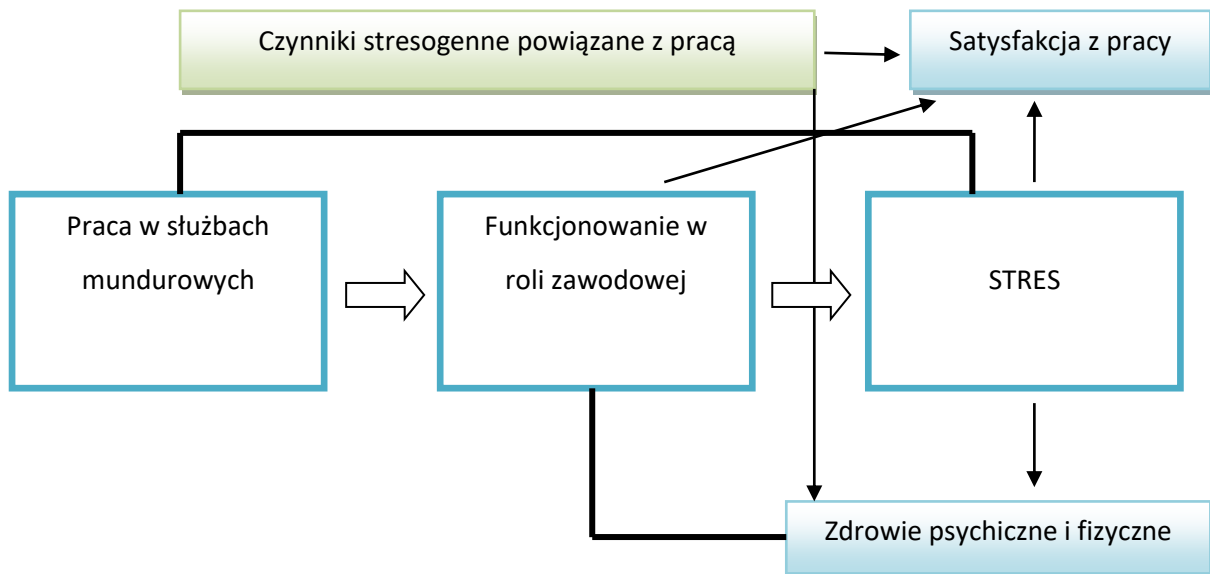 Czynniki stresogenne powiązane z pracą
Satysfakcja z pracy
Praca w służbach
mundurowych
Funkcjonowanie w
roli zawodowej
STRES
Zdrowie psychiczne i fizyczne